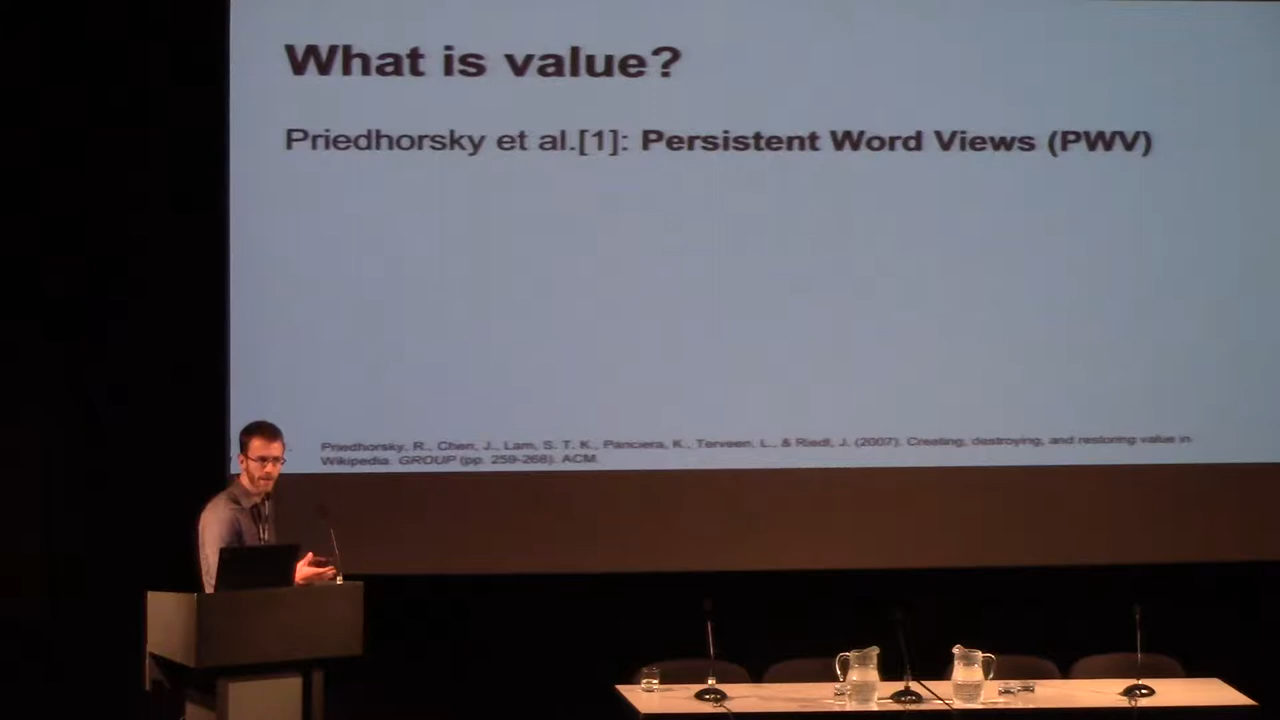 What is value?
Priedhorsky et al.[1]: Persistent Word Views (PWV)
Priedhorsky, R., Chen, J., Lam, S. T. K., Panciera, K., Terveen, L., & Riedl, J. (2007). Creating, destroying, and restoring value in
Wikipedia. GROUP (pp. 259-268). ACM.